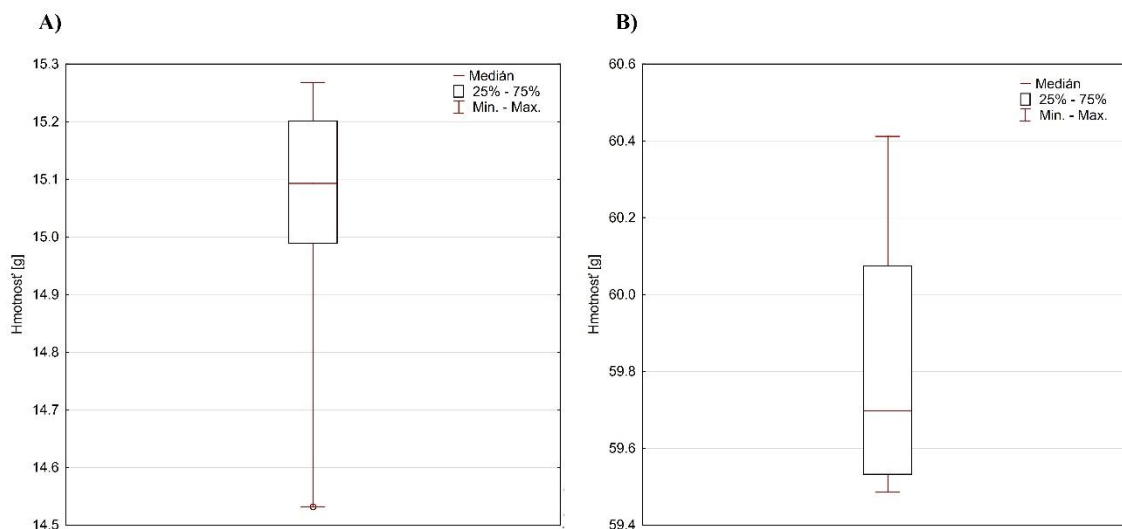 A)
15.3
15.2
15.1
15.0
14.9
14.8
14.7
14.6
14.5
Hmotnosť [g]
Medián
25% - 75%
Min. - Max.
B)
60.6
60.4
60.2
60.0
59.8
59.6
59.4
Hmotnosť [g]
Medián
25% - 75%
Min. - Max.